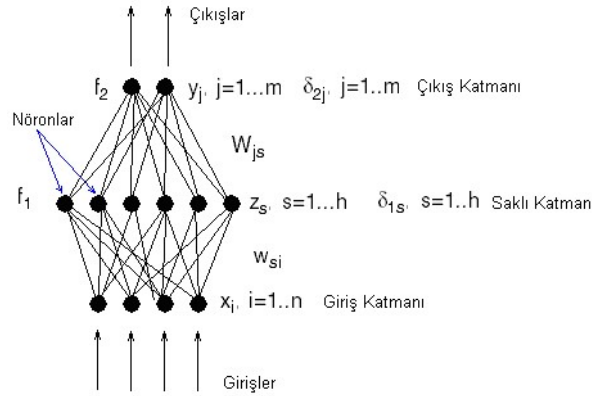 Çıkışlar
f2 yj, j=1...m δ2j, j=1..m Çıkış Katmanı
Nöronlar
Wjs
f1 zs, s=1...h δ1s, s=1..h Saklı Katman
wsi
xi, i=1..n Giriş Katmanı
Girişler